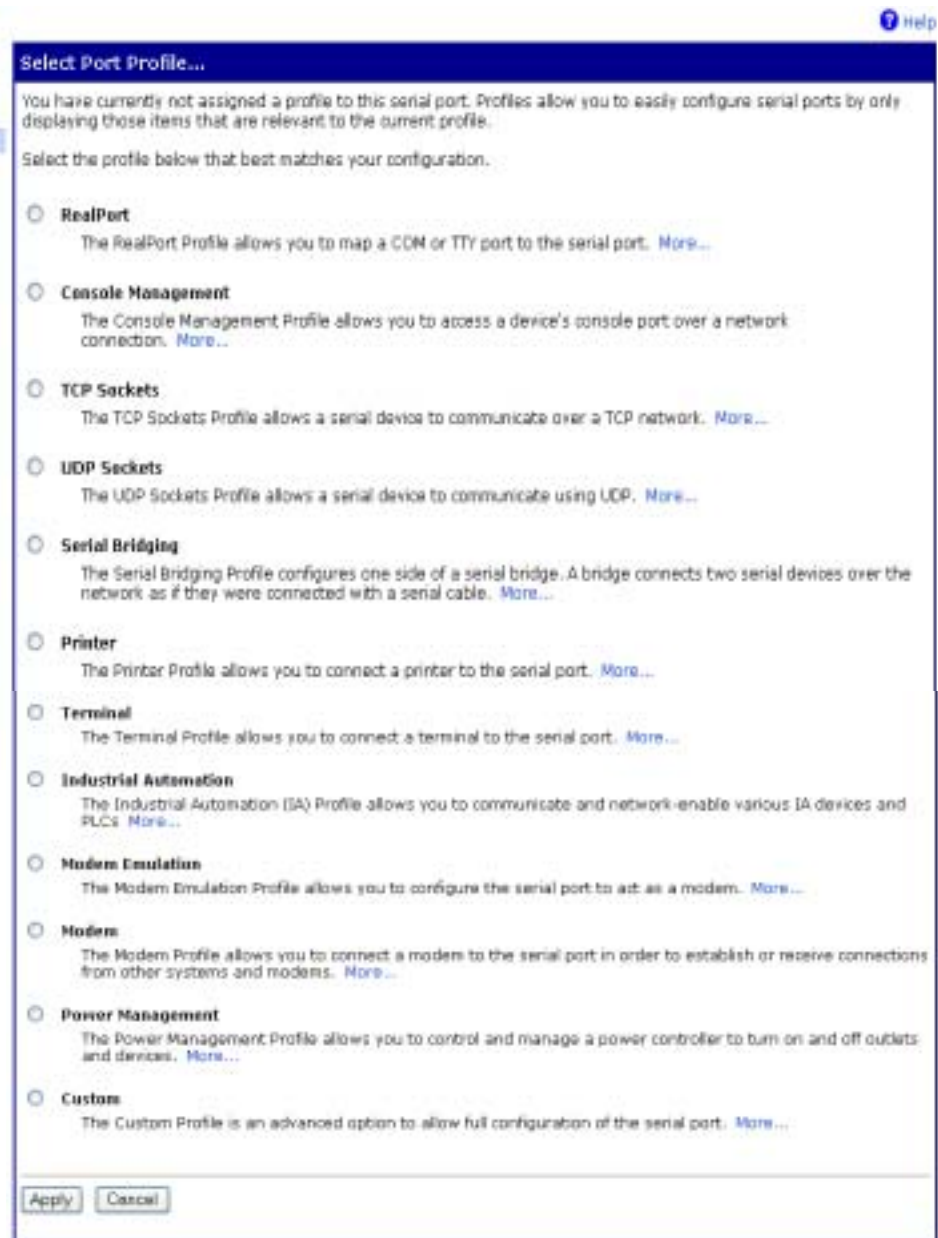 Help
Select Port Profile...
You have currently not assigned a profile to this serial port. Profiles allow you to easily configure serial ports by only
displaying those items that are relevant to the current profile.
Select the profile below that best matches your configuration.
RealPort
The RealPort Profile allows you to map a COM or TTY port to the serial port. More...
Console Management
The Console Management Profile allows you to access a device's console port over a network
connection. More...
TCP Sockets
The TCP Sockets Profile allows a serial device to communicate over a TCP network. More...
UDP Sockets
The UDP Sockets Profile allows a serial device to communicate using UDP. More...
Serial Bridging
The Serial Bridging Profile configures one side of a serial bridge. A bridge connects two serial devices over the
network as if they were connected with a serial cable. More...
Printer
The Printer Profile allows you to connect a printer to the serial port. More...
Terminal
The Terminal Profile allows you to connect a terminal to the serial port. More...
Industrial Automation
The Industrial Automation (IA) Profile allows you to communicate and network-enable various IA devices and
PLCs More...
Modem Emulation
The Modem Emulation Profile allows you to configure the serial port to act as a modem. More...
Modem
The Modem Profile allows you to connect a modem to the serial port in order to establish or receive connections
from other systems and modems. More...
Power Management
The Power Management Profile allows you to control and manage a power controller to turn on and off outlets
and devices. More...
Custom
The Custom Profile is an advanced option to allow full configuration of the serial port. More...
Apply Cancel